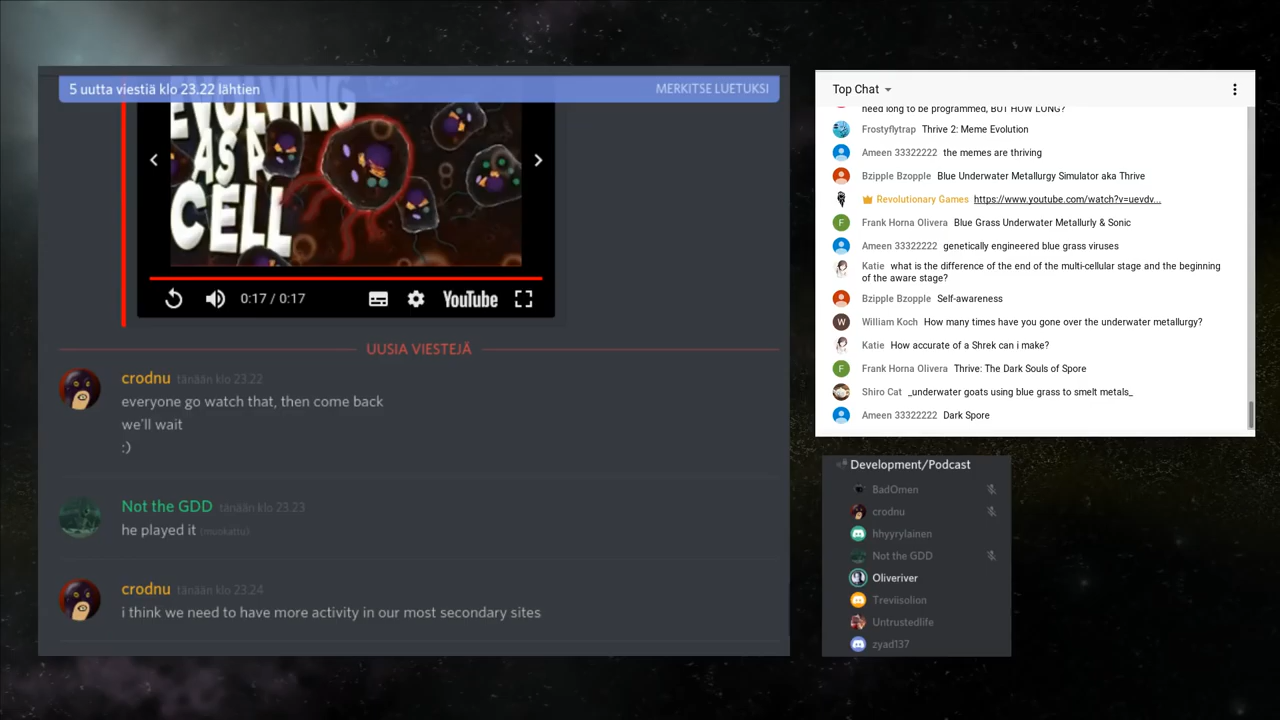 5 uutta viestiä klo 23.22 lähtien
MERKITSE LUETUKSI
EVOLVING
AS A
CELL
0:17 / 0:17
YouTube
UUSIA VIESTEJÄ
crodnu tänään klo 23.22
everyone go watch that, then come back
we'll wait
:)
Not the GDD tänään klo 23.23
he played it (muokattu)
crodnu tänään klo 23.24
i think we need to have more activity in our most secondary sites
Top Chat
need long to be programmed, BUT HOW LONG?
Frostyflytrap Thrive 2: Meme Evolution
Ameen 33322222 the memes are thriving
Bzipple Bzopple Blue Underwater Metallurgy Simulator aka Thrive
Revolutionary Games https://www.youtube.com/watch?v=uevdv...
F Frank Horna Olivera Blue Grass Underwater Metallurly & Sonic
Ameen 33322222 genetically engineered blue grass viruses
Katie what is the difference of the end of the multi-cellular stage and the beginning
of the aware stage?
Bzipple Bzopple Self-awareness
W William Koch How many times have you gone over the underwater metallurgy?
Katie How accurate of a Shrek can i make?
F Frank Horna Olivera Thrive: The Dark Souls of Spore
Shiro Cat _underwater goats using blue grass to smelt metals_
Ameen 33322222 Dark Spore
Development/Podcast
BadOmen
crodnu
hhyyrylainen
Not the GDD
Oliveriver
Treviisolion
Untrustedlife
zyad137